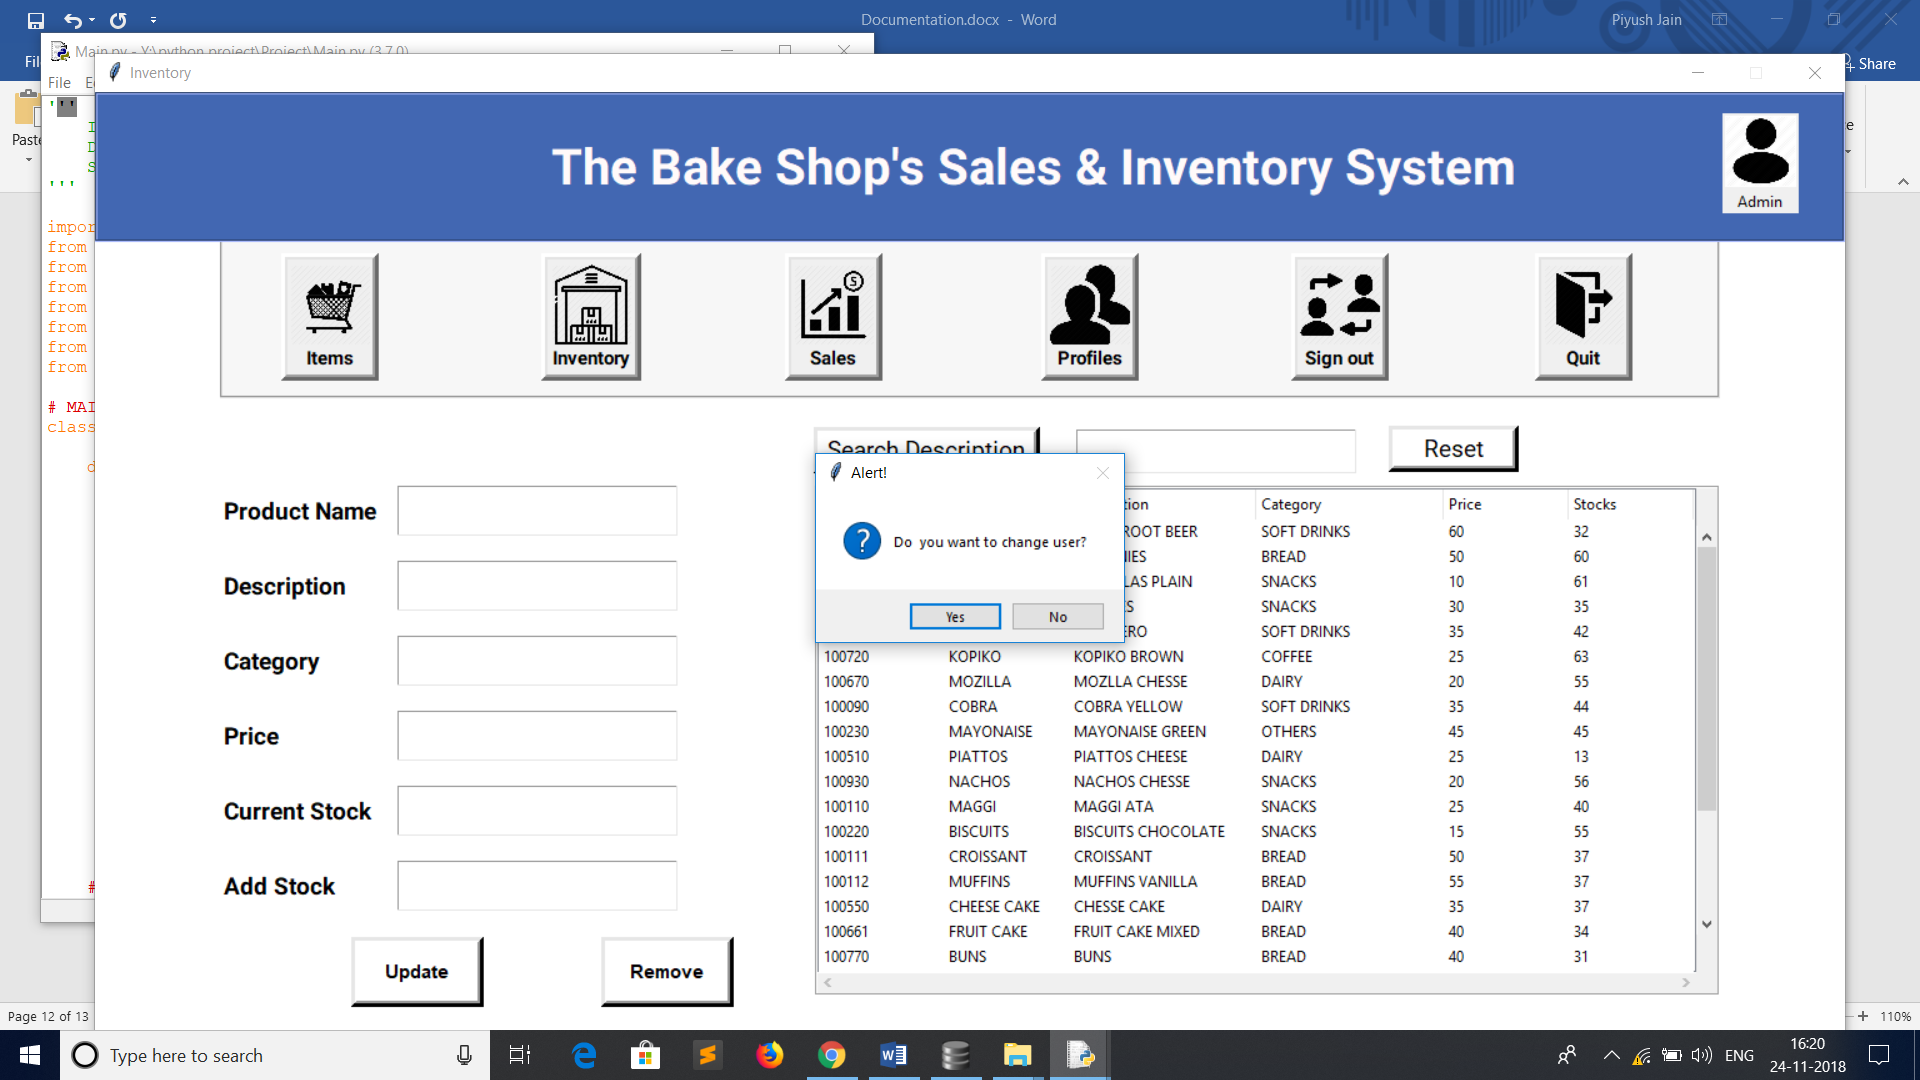 Documentation.docx - Word
Piyush Jain
Share
Main.py - Y:\python project\Project\Main.py (3.7.0)
File
Paste
Inventory
The Bake Shop's Sales & Inventory System
Admin
'''
'''
from
from
from
from
from
from
from
class
Items
Inventory
Sales
Profiles
Sign out
Quit
Search Description
Reset
Alert!
Do  you want to change user?
Yes
No
Product Name
Description
Category
Price
Current Stock
Add Stock
Update
Remove
Category Price Stocks
ROOT BEER SOFT DRINKS 60 32
BREAD 50 60
PLAIN SNACKS 10 61
SNACKS 30 35
SOFT DRINKS 35 42
100720 KOPIKO KOPIKO BROWN COFFEE 25 63
100670 MOZILLA MOZLLA CHESSE DAIRY 20 55
100090 COBRA COBRA YELLOW SOFT DRINKS 35 44
100230 MAYONAISE MAYONAISE GREEN OTHERS 45 45
100510 PIATTOS PIATTOS CHEESE DAIRY 25 13
100930 NACHOS NACHOS CHESSE SNACKS 20 56
100110 MAGGI MAGGI ATA SNACKS 25 40
100220 BISCUITS BISCUITS CHOCOLATE SNACKS 15 55
100111 CROISSANT CROISSANT BREAD 50 37
100112 MUFFINS MUFFINS VANILLA BREAD 55 37
100550 CHEESE CAKE CHESSE CAKE DAIRY 35 37
100661 FRUIT CAKE FRUIT CAKE MIXED BREAD 40 34
100770 BUNS BUNS BREAD 40 31
Page 12 of 13
110%
Type here to search
ENG
16:20
24-11-2018